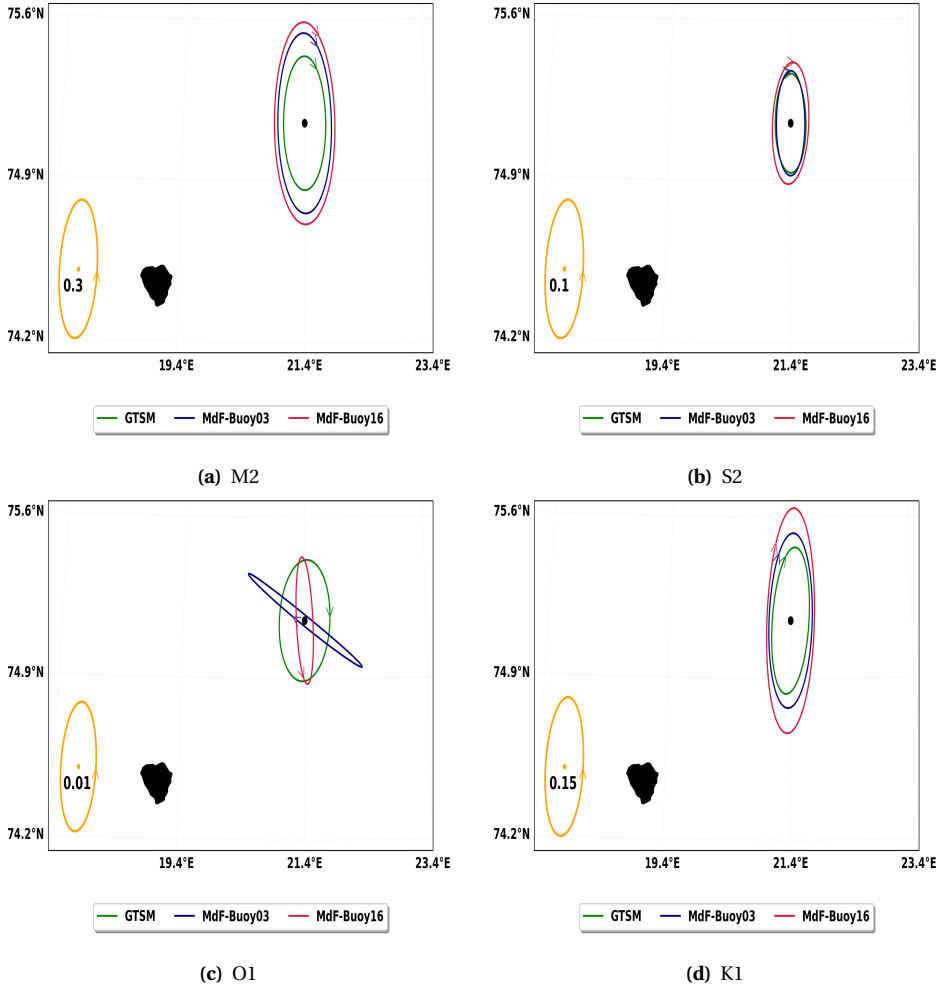 75.6°N
74.9°N
74.2°N
0.3
19.4°E 21.4°E 23.4°E
GTSM MdF-Buoy03 MdF-Buoy16
(a) M2
75.6°N
74.9°N
74.2°N
0.1
19.4°E 21.4°E 23.4°E
GTSM MdF-Buoy03 MdF-Buoy16
(b) S2
75.6°N
74.9°N
74.2°N
0.01
19.4°E 21.4°E 23.4°E
GTSM MdF-Buoy03 MdF-Buoy16
(c) O1
75.6°N
74.9°N
74.2°N
0.15
19.4°E 21.4°E 23.4°E
GTSM MdF-Buoy03 MdF-Buoy16
(d) K1